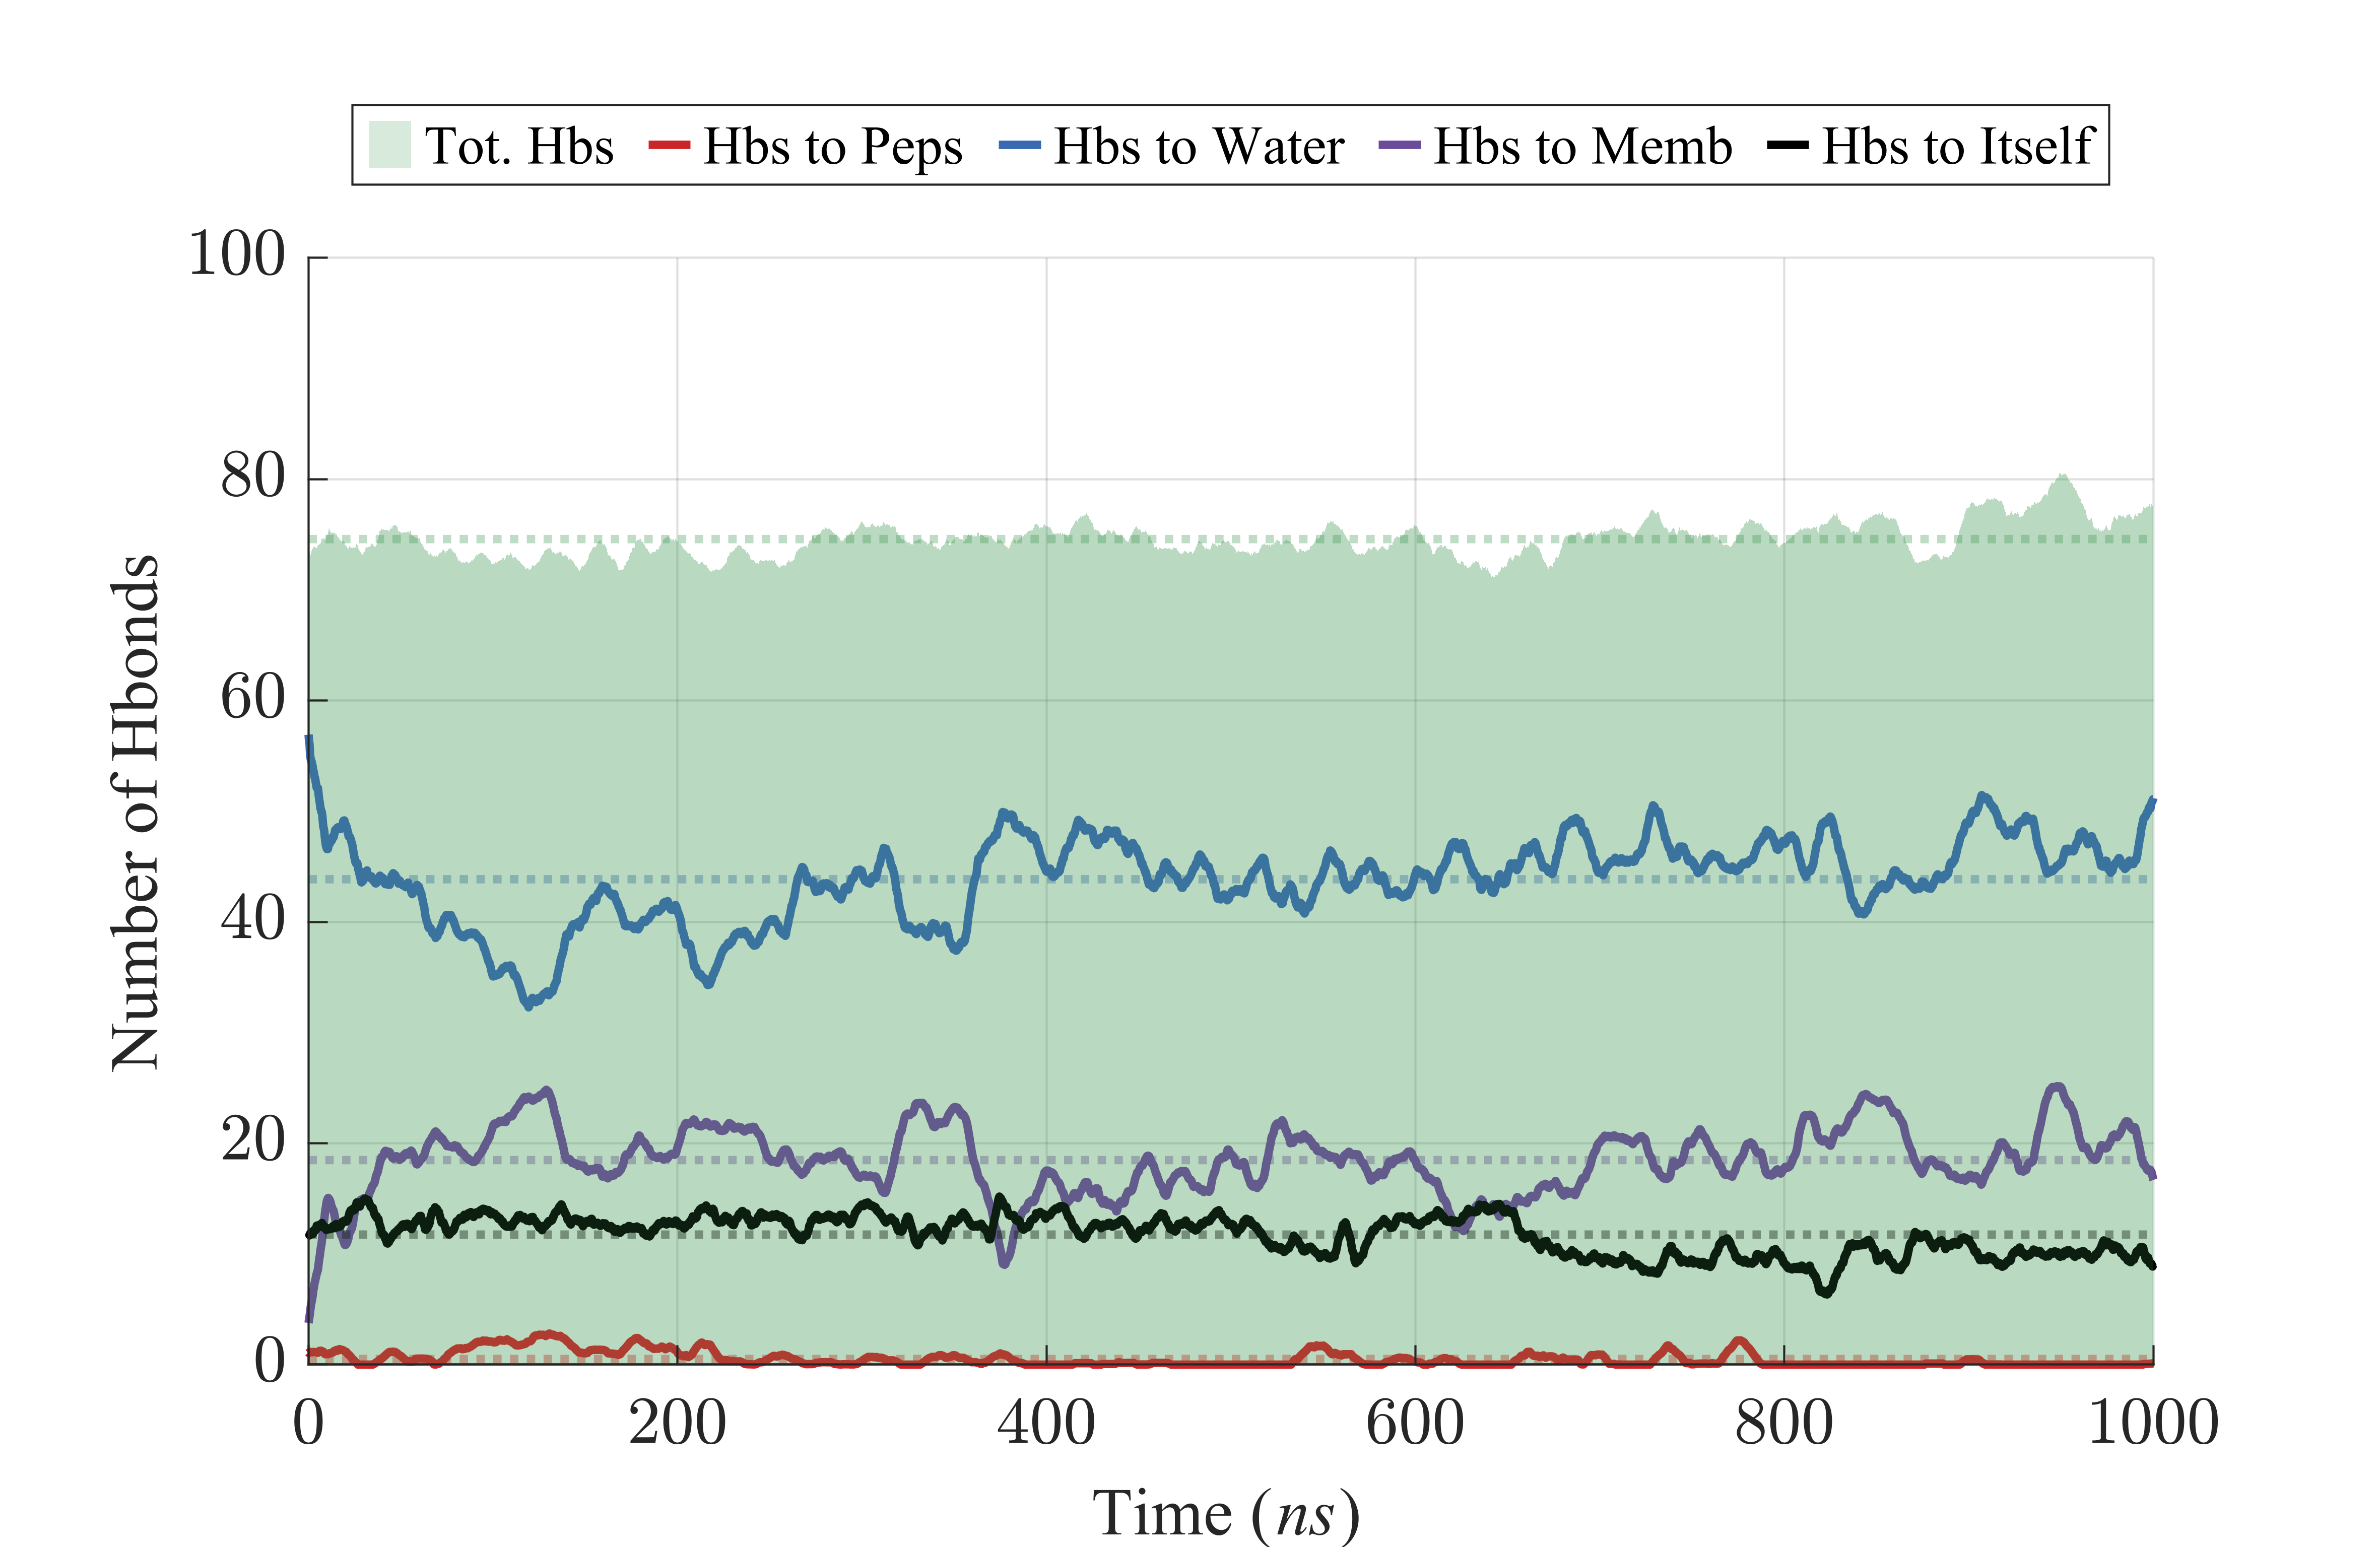 Tot. Hbs Hbs to Peps Hbs to Water Hbs to Memb Hbs to Itself
100
80
60
40
20
0
Number of Hbonds
0 200 400 600 800 1000
Time (ns)